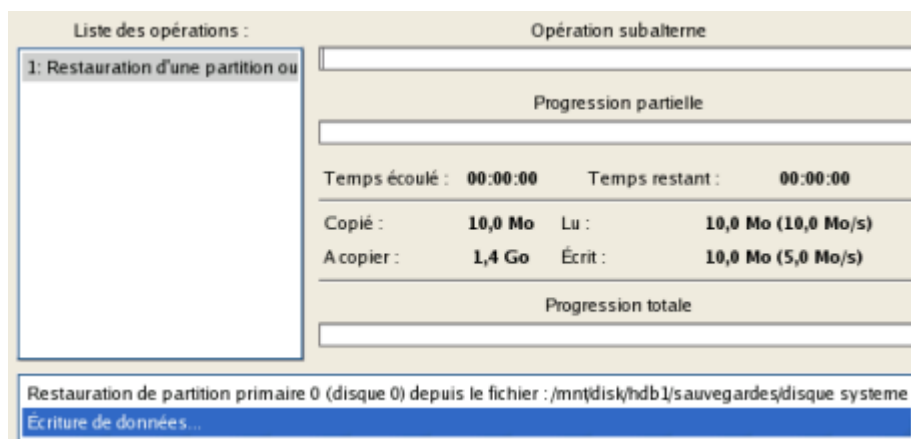 Liste des opérations :
1: Restauration d'une partition ou
Opération subalterne
Progression partielle
Temps écoulé : 00:00:00 Temps restant : 00:00:00
Copié : 10,0 Mo Lu : 10,0 Mo (10,0 Mo/s)
A copier : 1,4 Go Écrit : 10,0 Mo (5,0 Mo/s)
Progression totale
Restauration de partition primaire 0 (disque 0) depuis le fichier : /mnt/disk/hdb1/sauvegardes/disque systeme
Écriture de données...